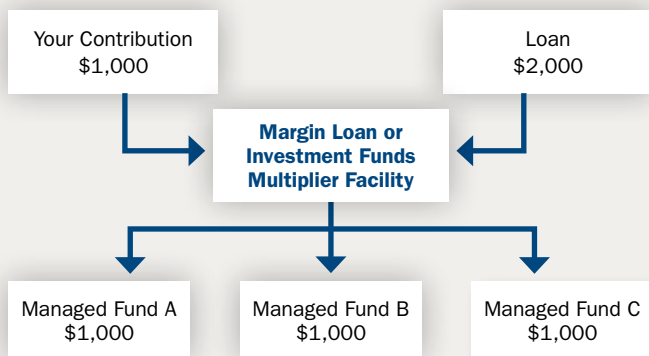 Your Contribution
$1,000
Loan
$2,000
Margin Loan or
Investment Funds
Multiplier Facility
Managed Fund A
$1,000
Managed Fund B
$1,000
Managed Fund C
$1,000